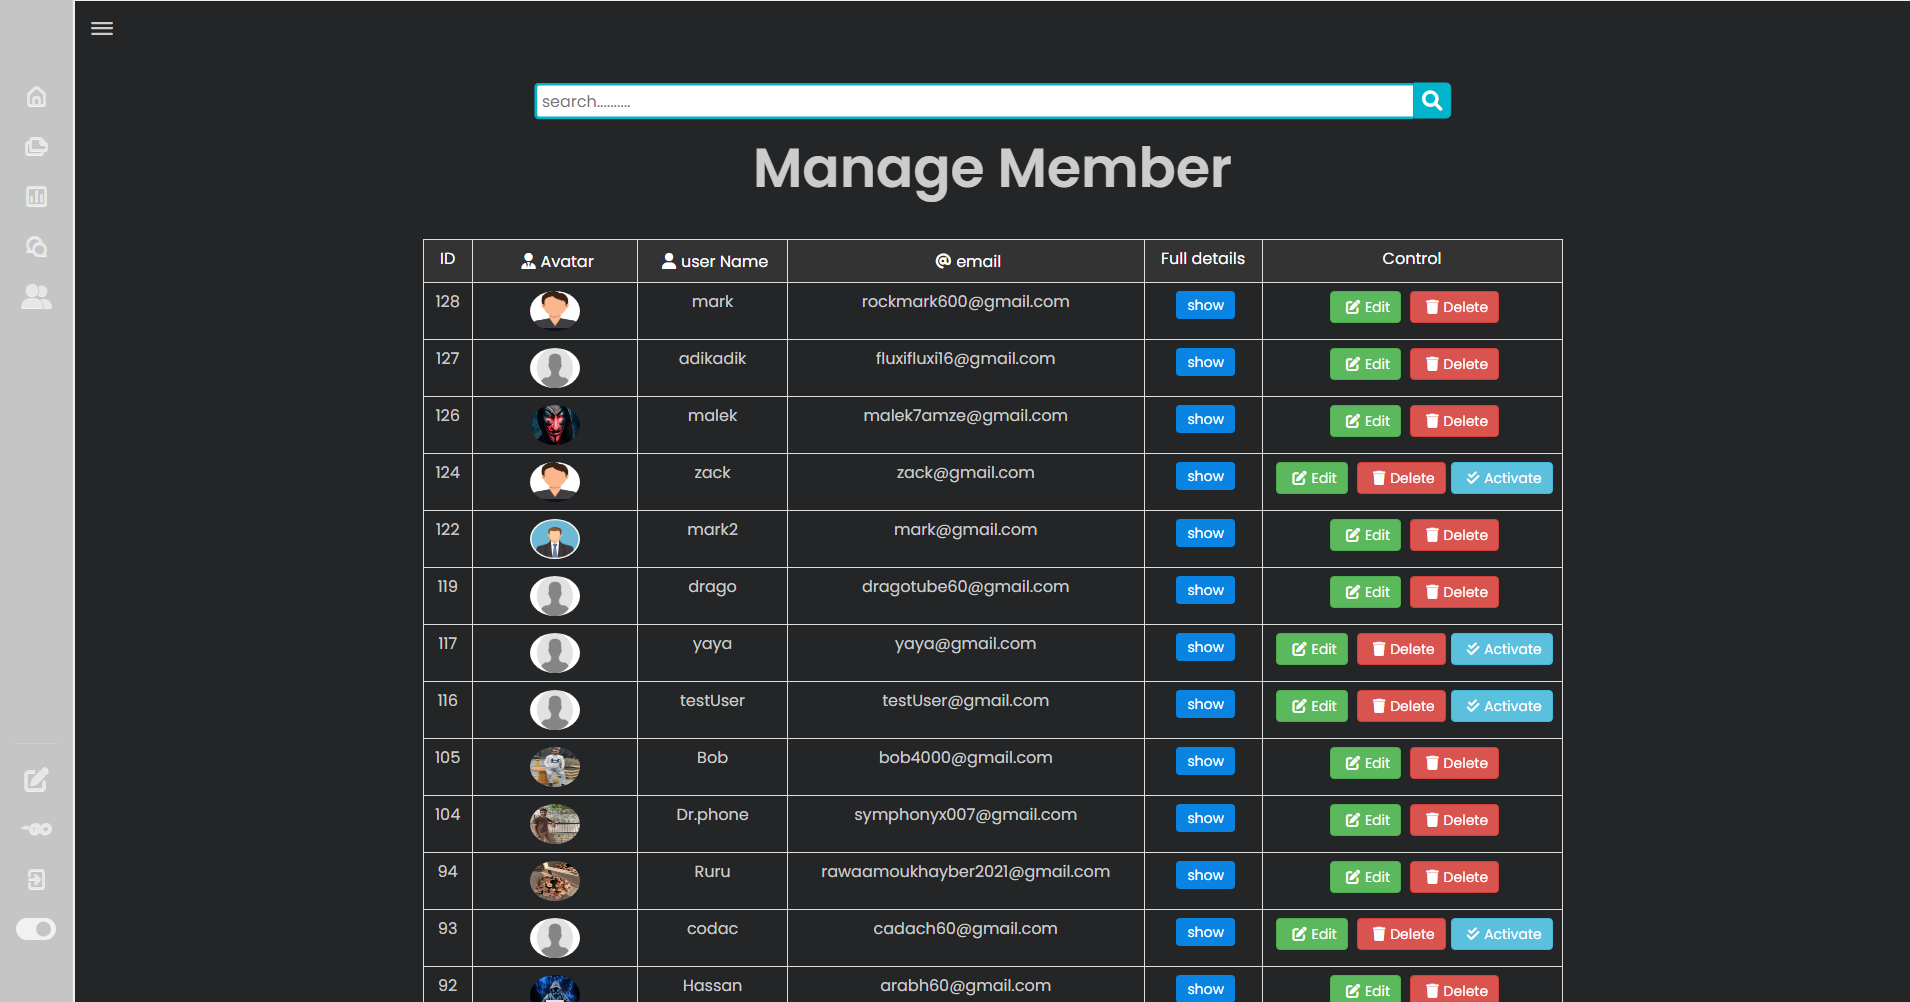 search..........
Manage Member
ID Avatar user Name email Full details Control
128 mark rockmark600@gmail.com show Edit Delete
127 adikadik fluxifluxi16@gmail.com show Edit Delete
126 malek malek7amze@gmail.com show Edit Delete
124 zack zack@gmail.com show Edit Delete Activate
122 mark2 mark@gmail.com show Edit Delete
119 drago dragotube60@gmail.com show Edit Delete
117 yaya yaya@gmail.com show Edit Delete Activate
116 testUser testUser@gmail.com show Edit Delete Activate
105 Bob bob4000@gmail.com show Edit Delete
104 Dr.phone symphonyx007@gmail.com show Edit Delete
94 Ruru rawaamoukhayber2021@gmail.com show Edit Delete
93 codac cadach60@gmail.com show Edit Delete Activate
92 Hassan arabh60@gmail.com show Edit Delete